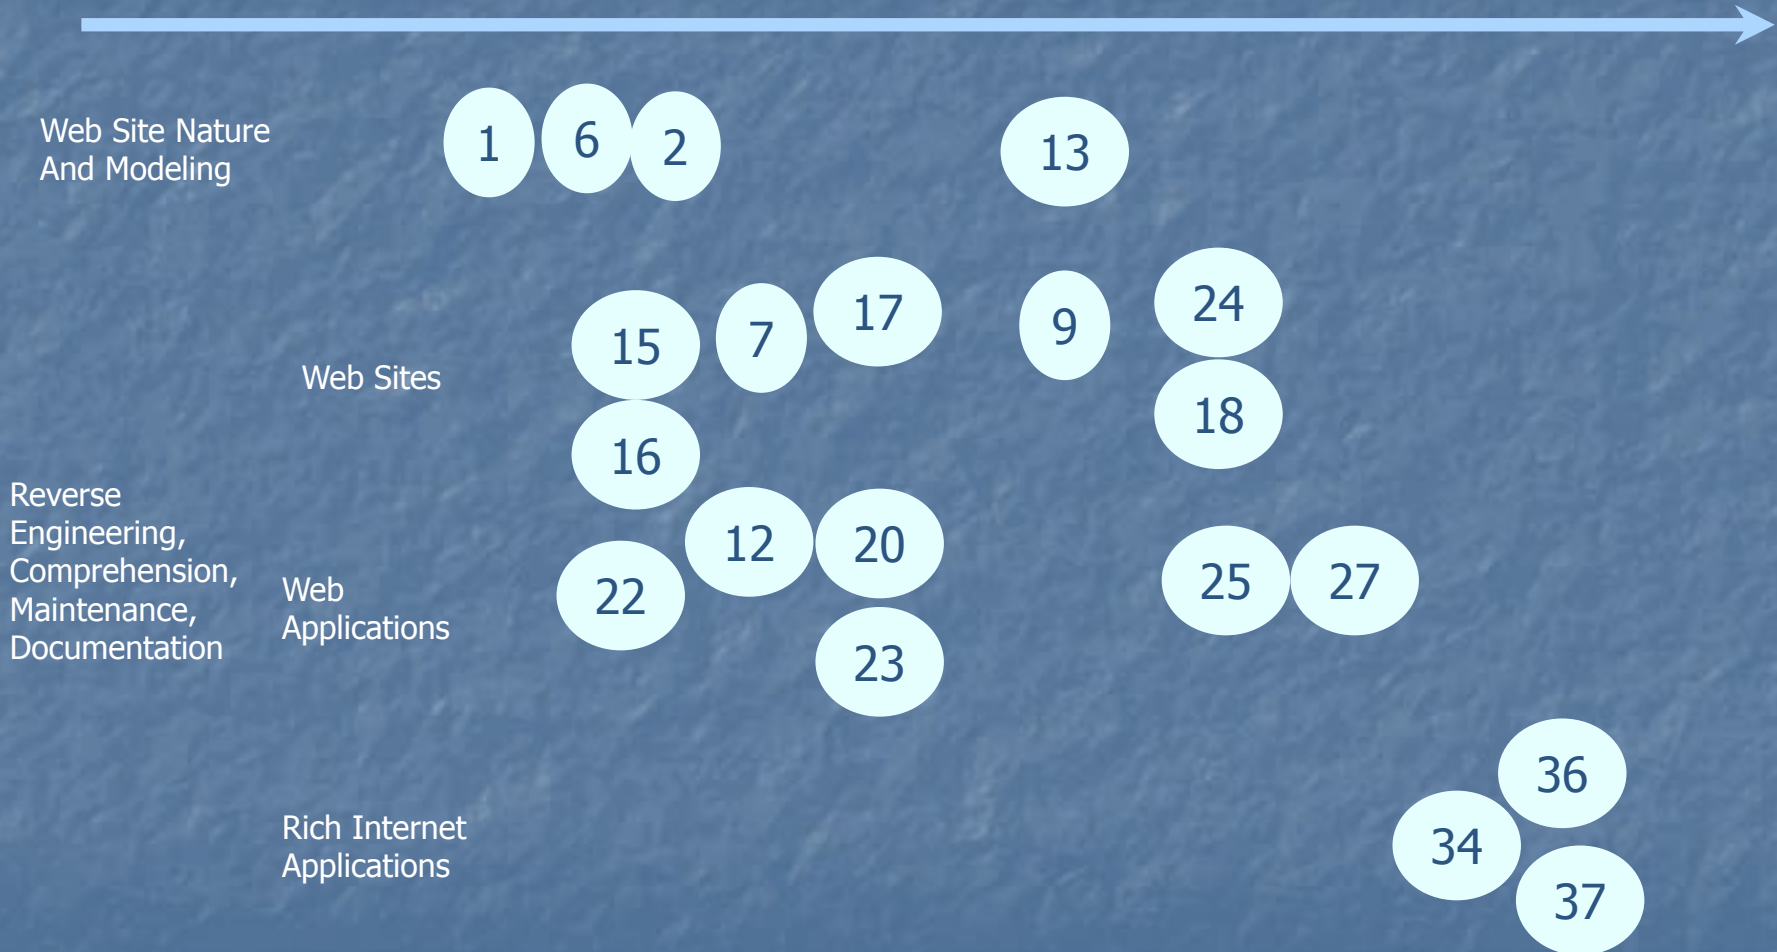 Web Site Nature
And Modeling
1
6
2
13
Web Sites
15
7
17
9
24
16
18
Reverse
Engineering,
Comprehension,
Maintenance,
Documentation
Web
Applications
22
12
20
23
25
27
Rich Internet
Applications
34
36
37